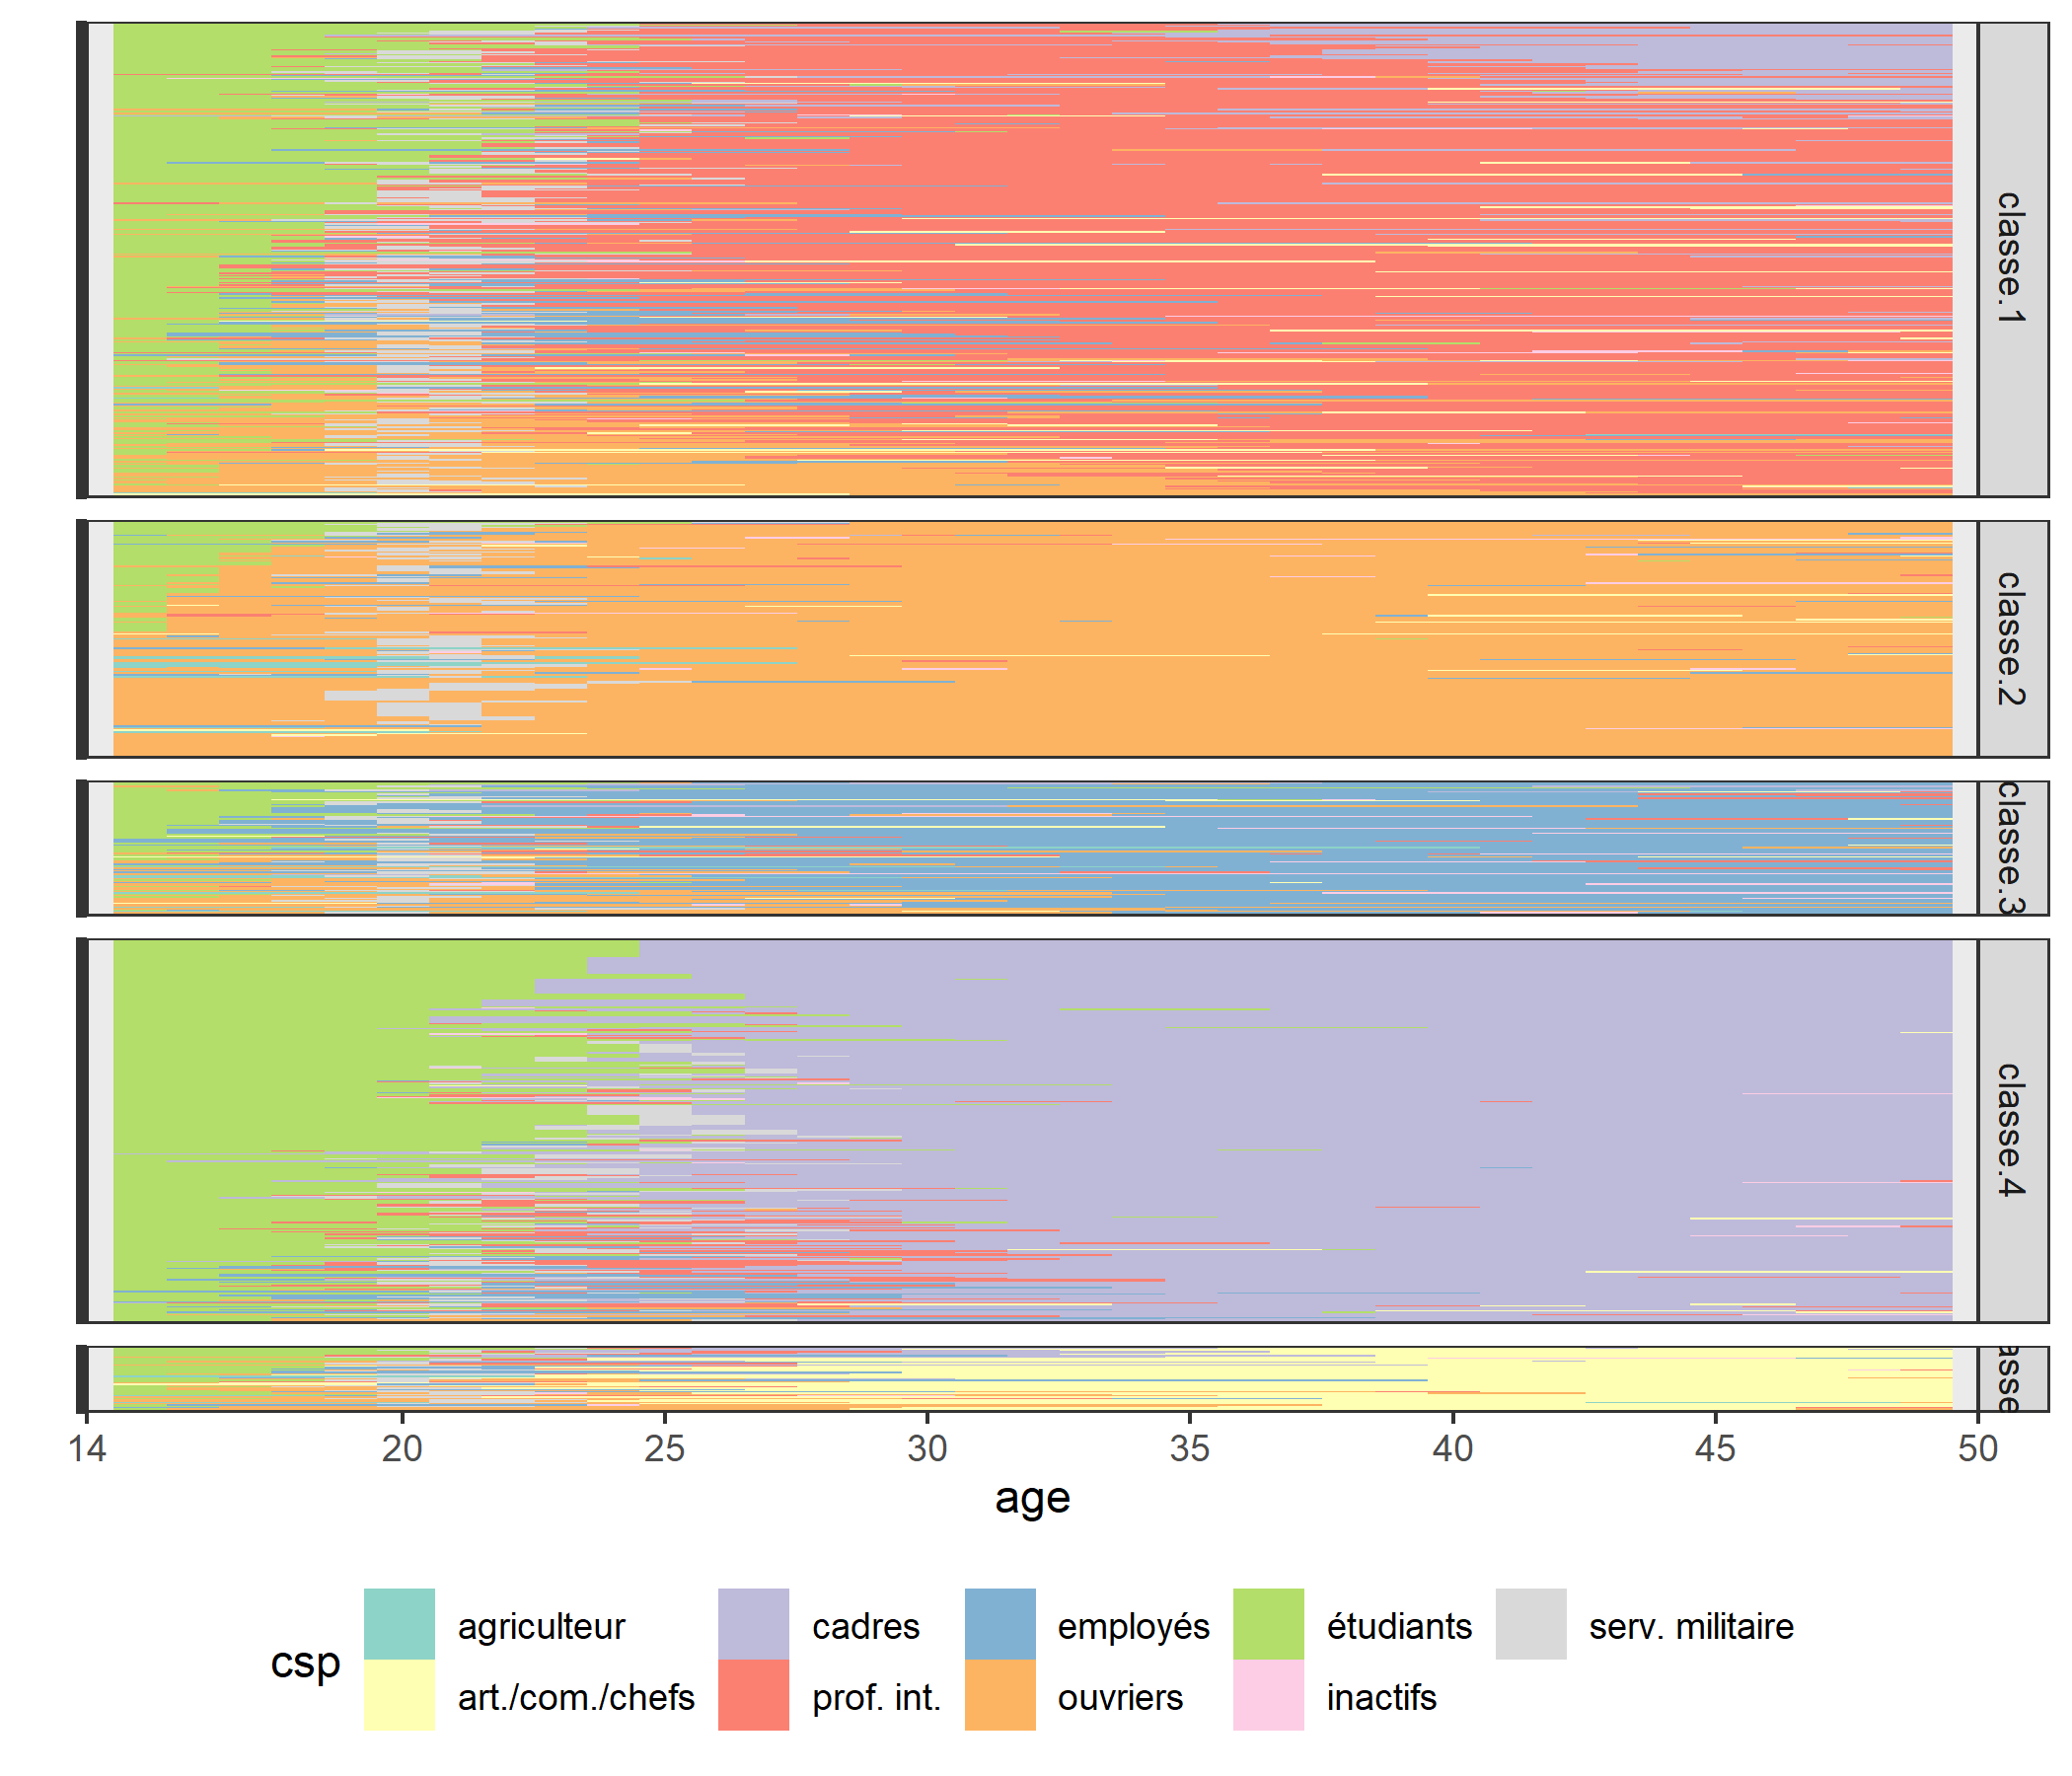 classe.1
classe.2
classe.3
classe.4
asse
14 20 25 30 35 40 45 50
age
csp
agriculteur cadres employés étudiants serv. militaire
art./com./chefs prof. int. ouvriers inactifs